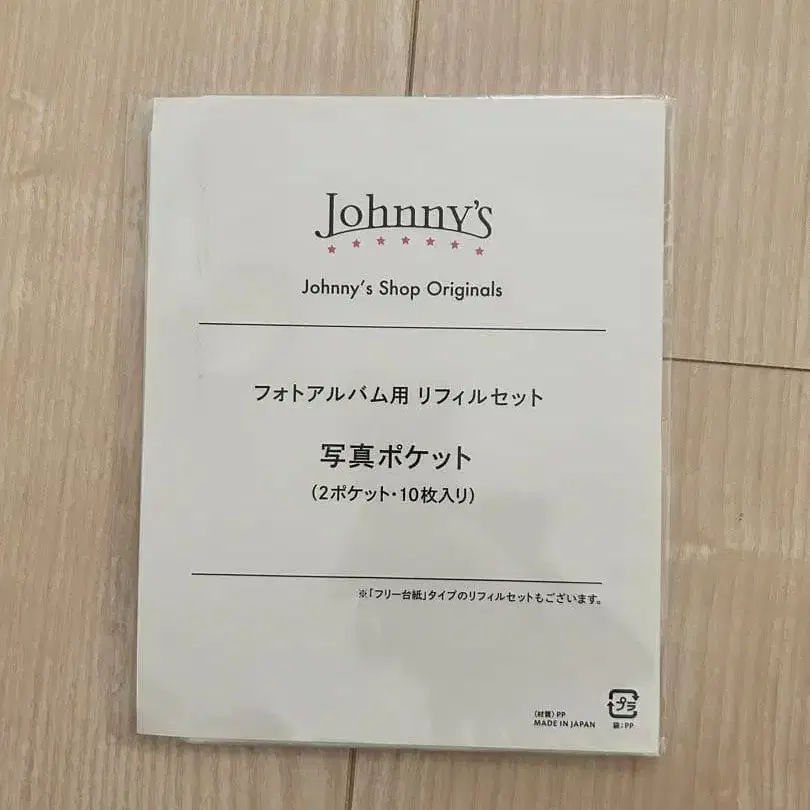 Johnny's
Johnny's Shop Originals
フォトアルバム用 リフィルセット
写真ポケット
(2ポケット・10枚入り)
※「フリー台紙」タイプのリフィルセットもございます。
(材質)PP
MADE IN JAPAN
プラ
袋:PP